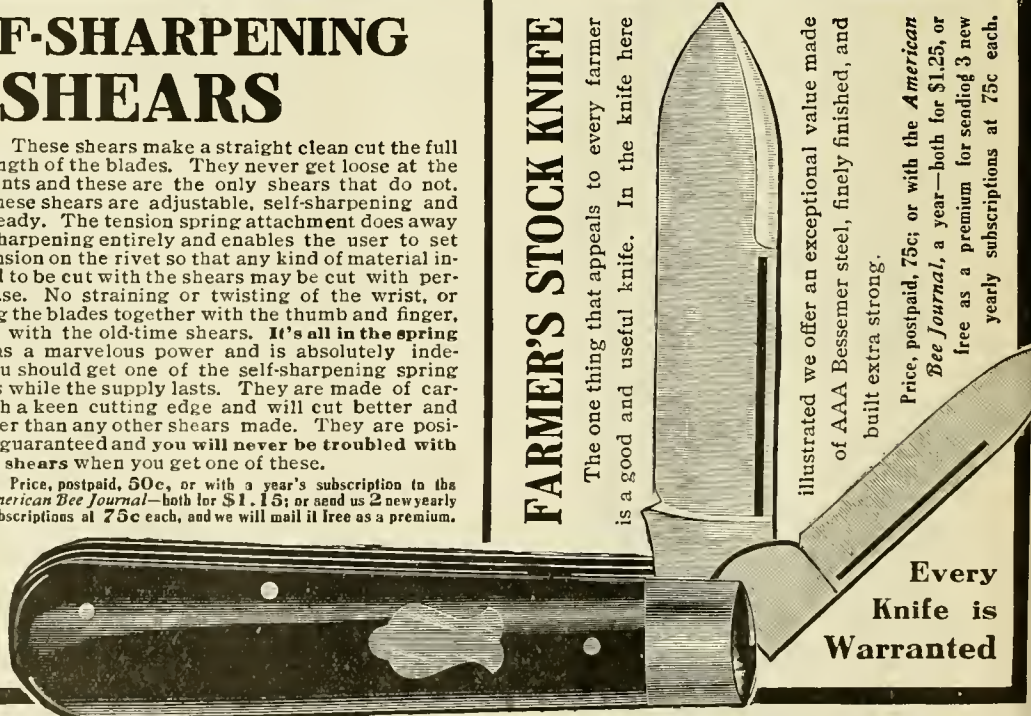 F-SHARPENING
SHEARS
These shears make a straight clean cut the full
ngth of the blades. They never get loose at the
nts and these are the only shears that do not.
hese shears are adjustable, self-sharpening and
eady. The tension spring attachment does away
harpening entirely and enables the user to set
nsion on the rivet so that any kind of material in-
l to be cut with the shears may be cut with per-
se. No straining or twisting of the wrist, or
g the blades together with the thumb and finger,
with the old-time shears. It's all in the spring
as a marvelous power and is absolutely inde-
u should get one of the self-sharpening spring
s while the supply lasts. They are made of car-
h a keen cutting edge and will cut better and
er than any other shears made. They are posi-
guaranteed and you will never be troubled with
shears when you get one of these.
Price, postpaid, 50c, or with a year's subscription to the
nerican Bee Journal—both for $1.15; or send us 2 new yearly
bscriptions at 75c each, and we will mail it free as a premium.
FARMER'S STOCK KNIFE
The one thing that appeals to every farmer
is a good and useful knife. In the knife here
illustrated we offer an exceptional value made
of AAA Bessemer steel, finely finished, and
built extra strong.
Price, postpaid, 75c; or with the American
Bee Journal, a year—both for $1.25, or
free as a premium for sending 3 new
yearly subscriptions at 75c each.
Every
Knife is
Warranted